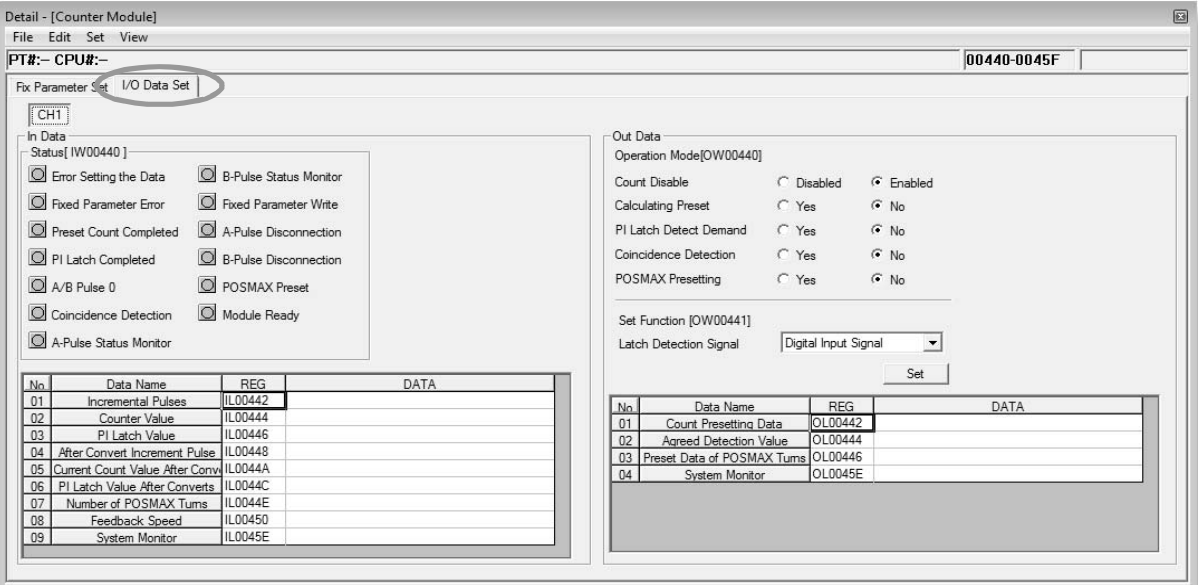 Detail - [Counter Module]
File Edit Set View
PT#:– CPU#:–
00440-0045F
Fix Parameter Set
I/O Data Set
CH1
In Data
Status[ IW00440 ]
Error Setting the Data
B-Pulse Status Monitor
Fixed Parameter Error
Fixed Parameter Write
Preset Count Completed
A-Pulse Disconnection
PI Latch Completed
B-Pulse Disconnection
A/B Pulse 0
POSMAX Preset
Coincidence Detection
Module Ready
A-Pulse Status Monitor
No. Data Name REG DATA
01 Incremental Pulses IL00442
02 Counter Value IL00444
03 PI Latch Value IL00446
04 After Convert Increment Pulse IL00448
05 Current Count Value After Conve IL0044A
06 PI Latch Value After Converts IL0044C
07 Number of POSMAX Turns IL0044E
08 Feedback Speed IL00450
09 System Monitor IL0045E
Out Data
Operation Mode[OW00440]
Count Disable Disabled Enabled
Calculating Preset Yes No
PI Latch Detect Demand Yes No
Coincidence Detection Yes No
POSMAX Presetting Yes No
Set Function [OW00441]
Latch Detection Signal Digital Input Signal
Set
No Data Name REG DATA
01 Count Presetting Data OL00442
02 Agreed Detection Value OL00444
03 Preset Data of POSMAX Turns OL00446
04 System Monitor OL0045E